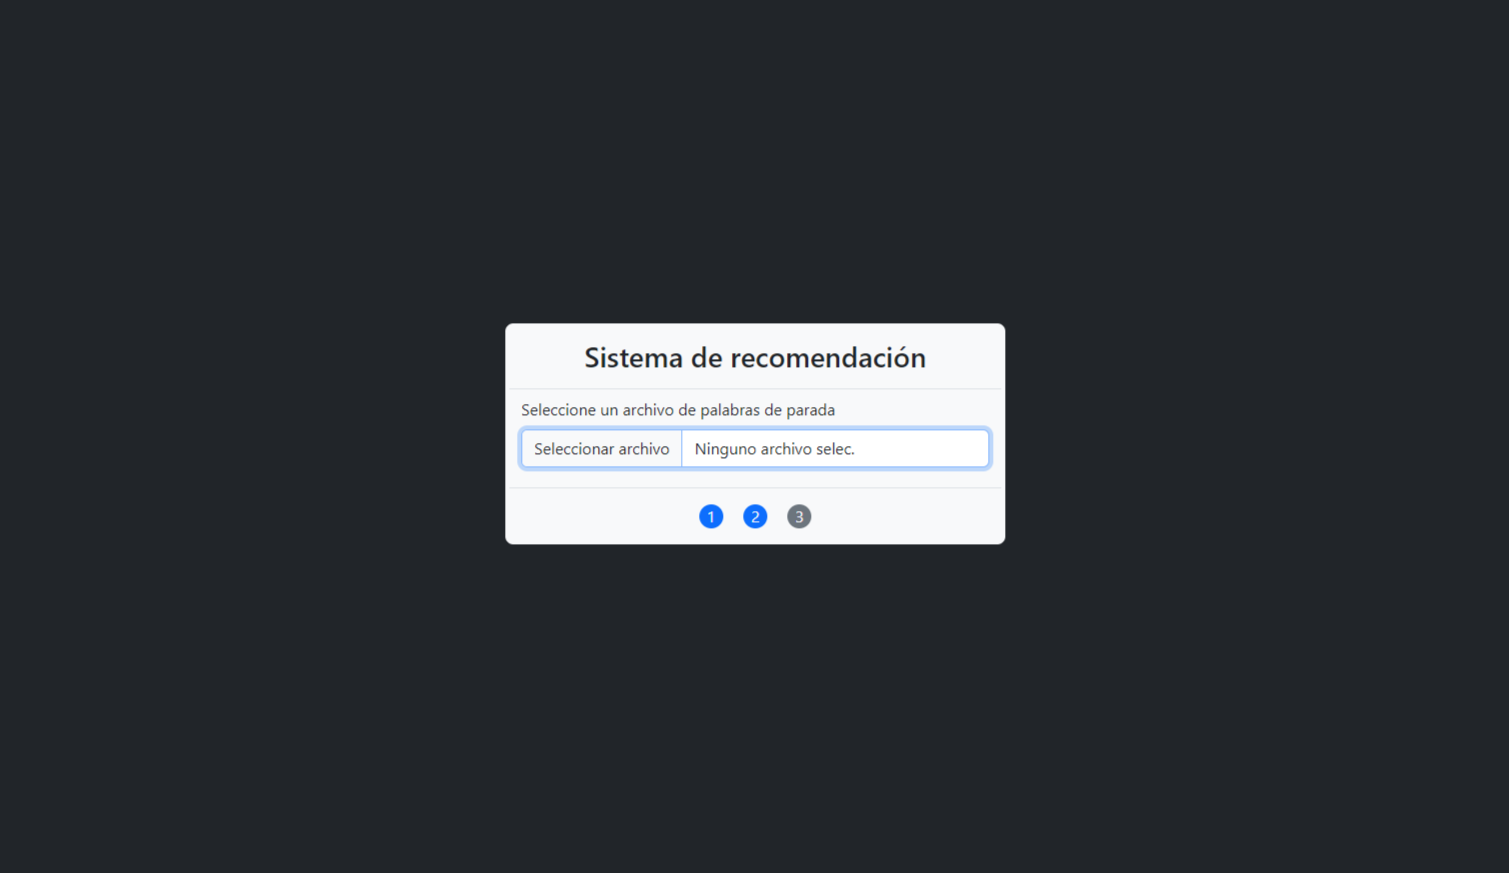 Sistema de recomendación
Seleccione un archivo de palabras de parada
Seleccionar archivo Ninguno archivo selec.
1 2 3